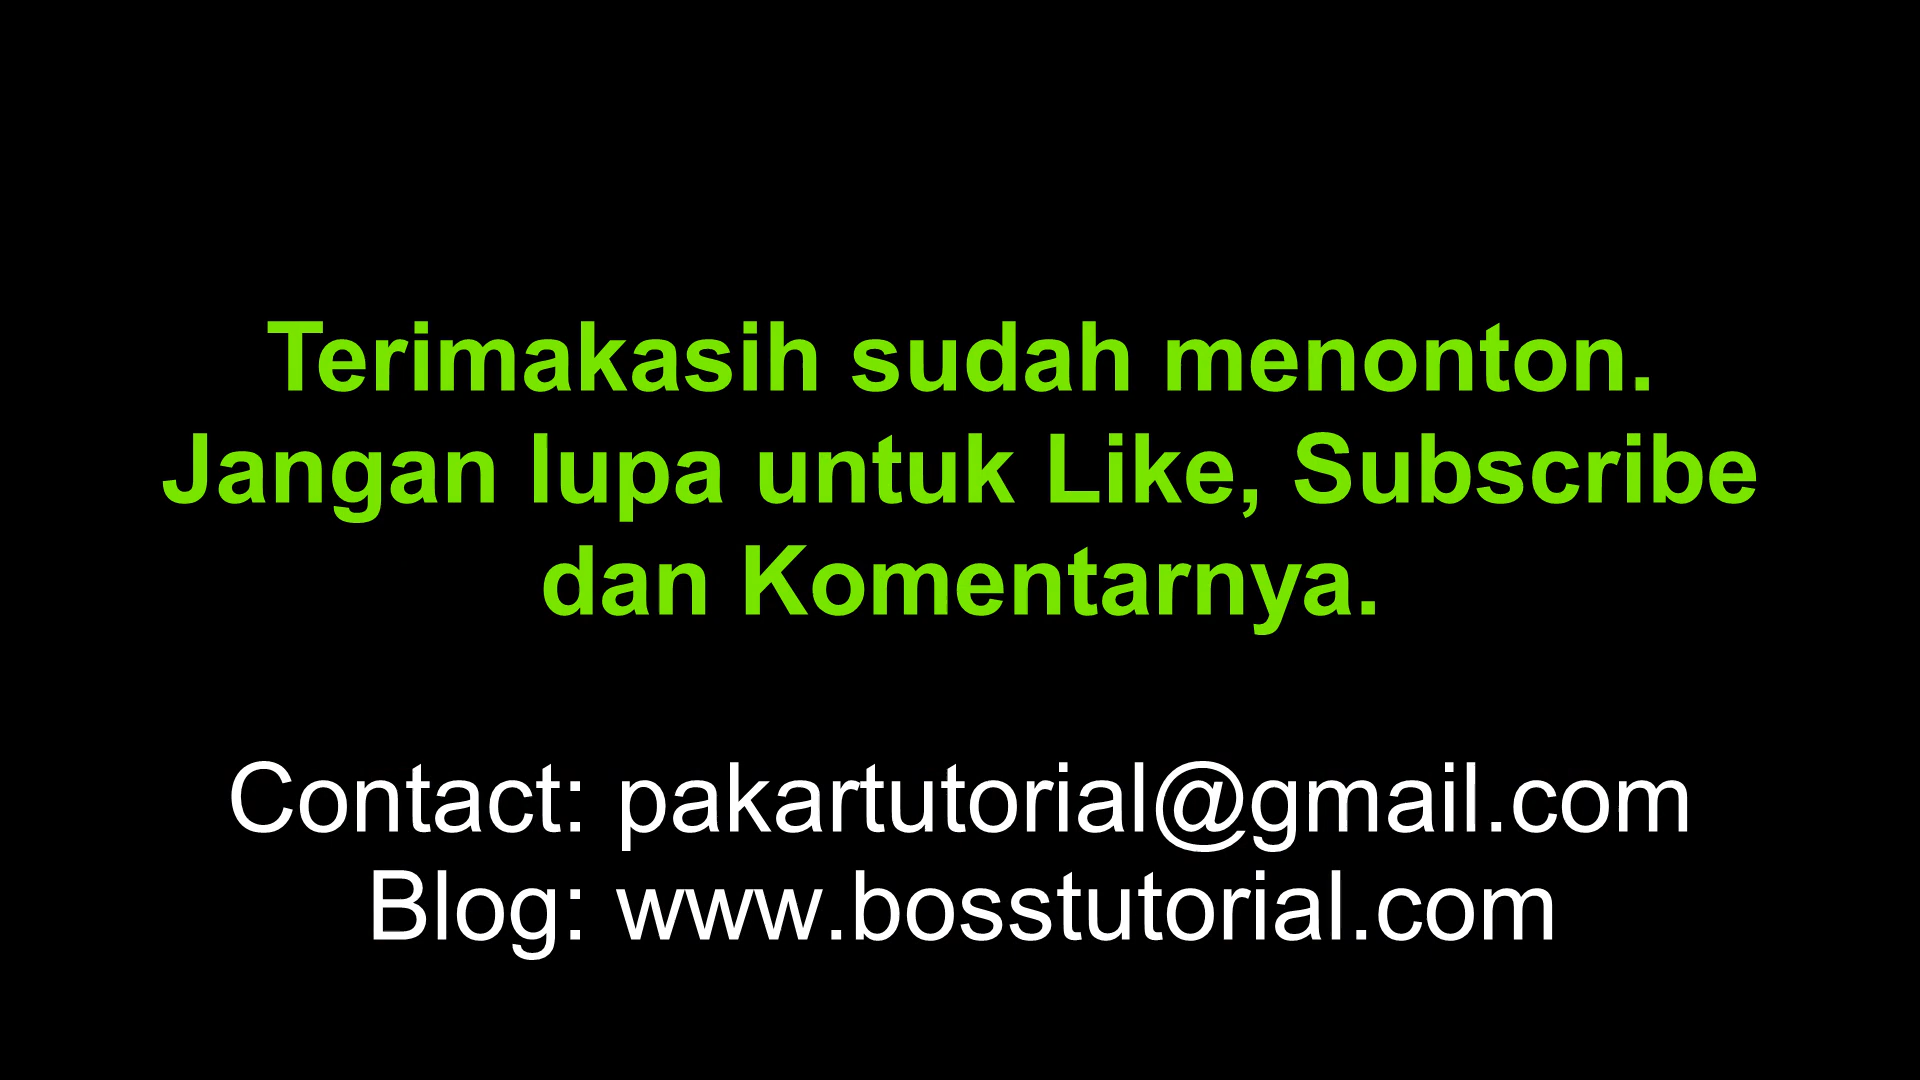 Terimakasih sudah menonton.
Jangan lupa untuk Like, Subscribe
dan Komentarnya.
Contact: pakartutorial@gmail.com
Blog: www.bosstutorial.com